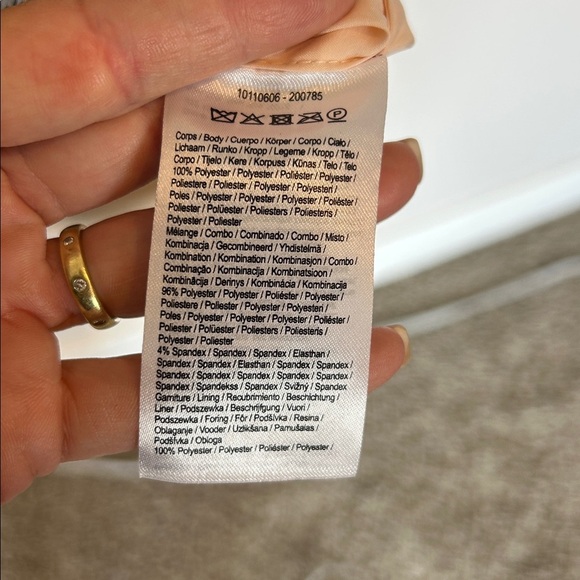 10110606 - 200785
P
Corps / Body / Cuerpo / Körper / Corpo / Ciało /
Lichaam / Runko / Kropp / Legeme / Kropp / Tělo /
Corpo / Tijelo / Kere / Korpuss / Kūnas / Telo / Telo
100% Polyester / Polyester / Poliéster / Polyester /
Poliestere / Poliester / Polyester / Polyesteri /
Poles / Polyester / Polyester / Polyester / Poliéster /
Poliester / Polüester / Poliesters / Poliesteris /
Polyester / Poliester
Mélange / Combo / Combinado / Combo / Misto /
Kombinacja / Gecombineerd / Yhdistelmä /
Kombination / Kombination / Kombinasjon / Combo /
Combinação / Kombinacija / Kombinatsioon /
Kombinācija / Derinys / Kombinácia / Kombinacija
96% Polyester / Polyester / Poliéster / Polyester /
Poliestere / Poliester / Polyester / Polyesteri /
Poles / Polyester / Polyester / Polyester / Poliéster /
Poliester / Polüester / Poliesters / Poliesteris /
Polyester / Poliester
4% Spandex / Spandex / Spandex / Elasthan /
Spandex / Spandex / Elasthan / Spandex / Spandex /
Spandex / Spandex / Spandex / Spandex / Spandex /
Spandex / Spandekss / Spandex / Svižný / Spandex
Garniture / Lining / Recubrimiento / Beschichtung /
Liner / Podszewka / Beschrijfgung / Vuori /
Podszewka / Foring / Fôr / Podšívka / Resina /
Oblaganje / Vooder / Uzlikšana / Pamušalas /
Podšívka / Obloga
100% Polyester / Polyester / Poliéster / Polyester /